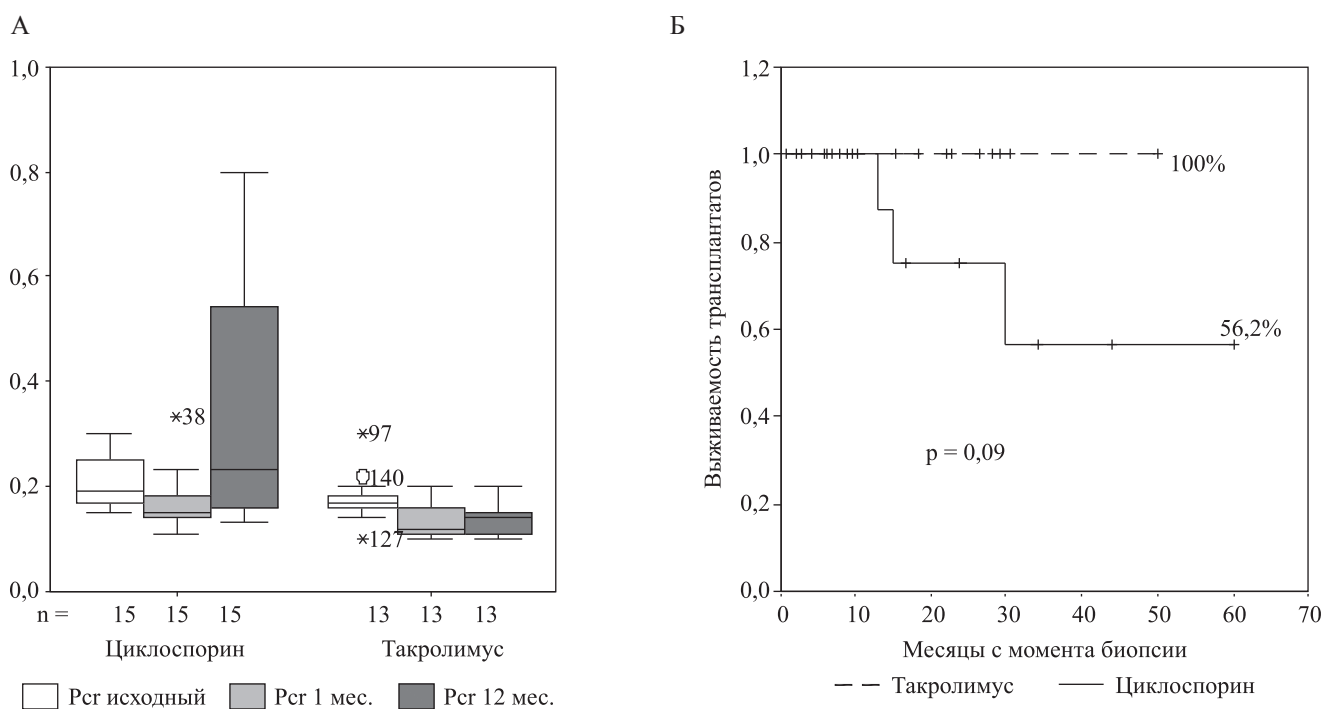 А
1,0
0,8
0,6
0,4
0,2
0,0
*38
*97
140
*127
n = 15 15 15 13 13 13
Циклоспорин Такролимус
Pcr исходный Pcr 1 мес. Pcr 12 мес.
Б
Выживаемость трансплантатов
1,2
1,0
0,8
0,6
0,4
0,2
0,0
100%
56,2%
p = 0,09
0 10 20 30 40 50 60 70
Месяцы с момента биопсии
Такролимус Циклоспорин